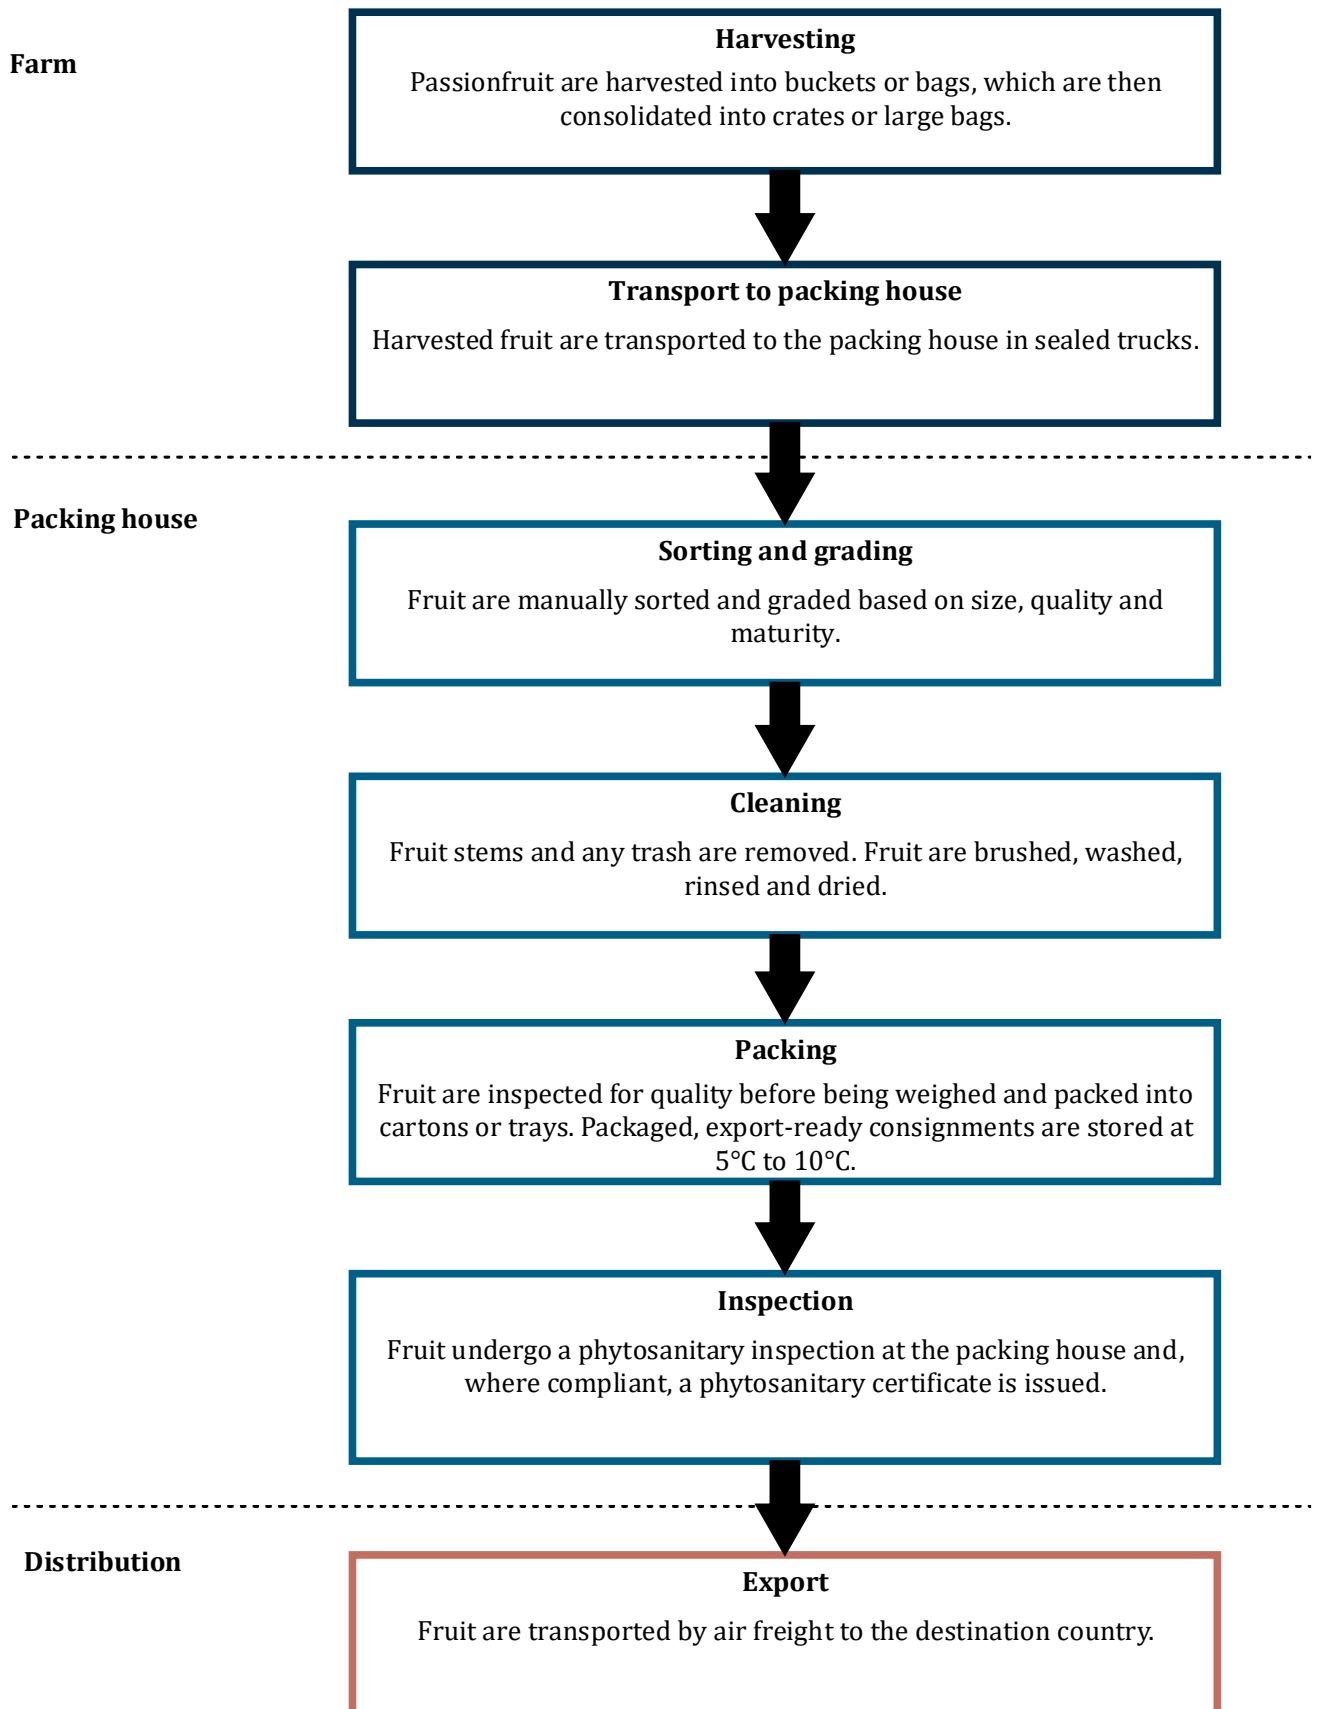 Farm
Harvesting
Passionfruit are harvested into buckets or bags, which are then
consolidated into crates or large bags.
Transport to packing house
Harvested fruit are transported to the packing house in sealed trucks.
Packing house
Sorting and grading
Fruit are manually sorted and graded based on size, quality and
maturity.
Cleaning
Fruit stems and any trash are removed. Fruit are brushed, washed,
rinsed and dried.
Packing
Fruit are inspected for quality before being weighed and packed into
cartons or trays. Packaged, export-ready consignments are stored at
5°C to 10°C.
Inspection
Fruit undergo a phytosanitary inspection at the packing house and,
where compliant, a phytosanitary certificate is issued.
Distribution
Export
Fruit are transported by air freight to the destination country.